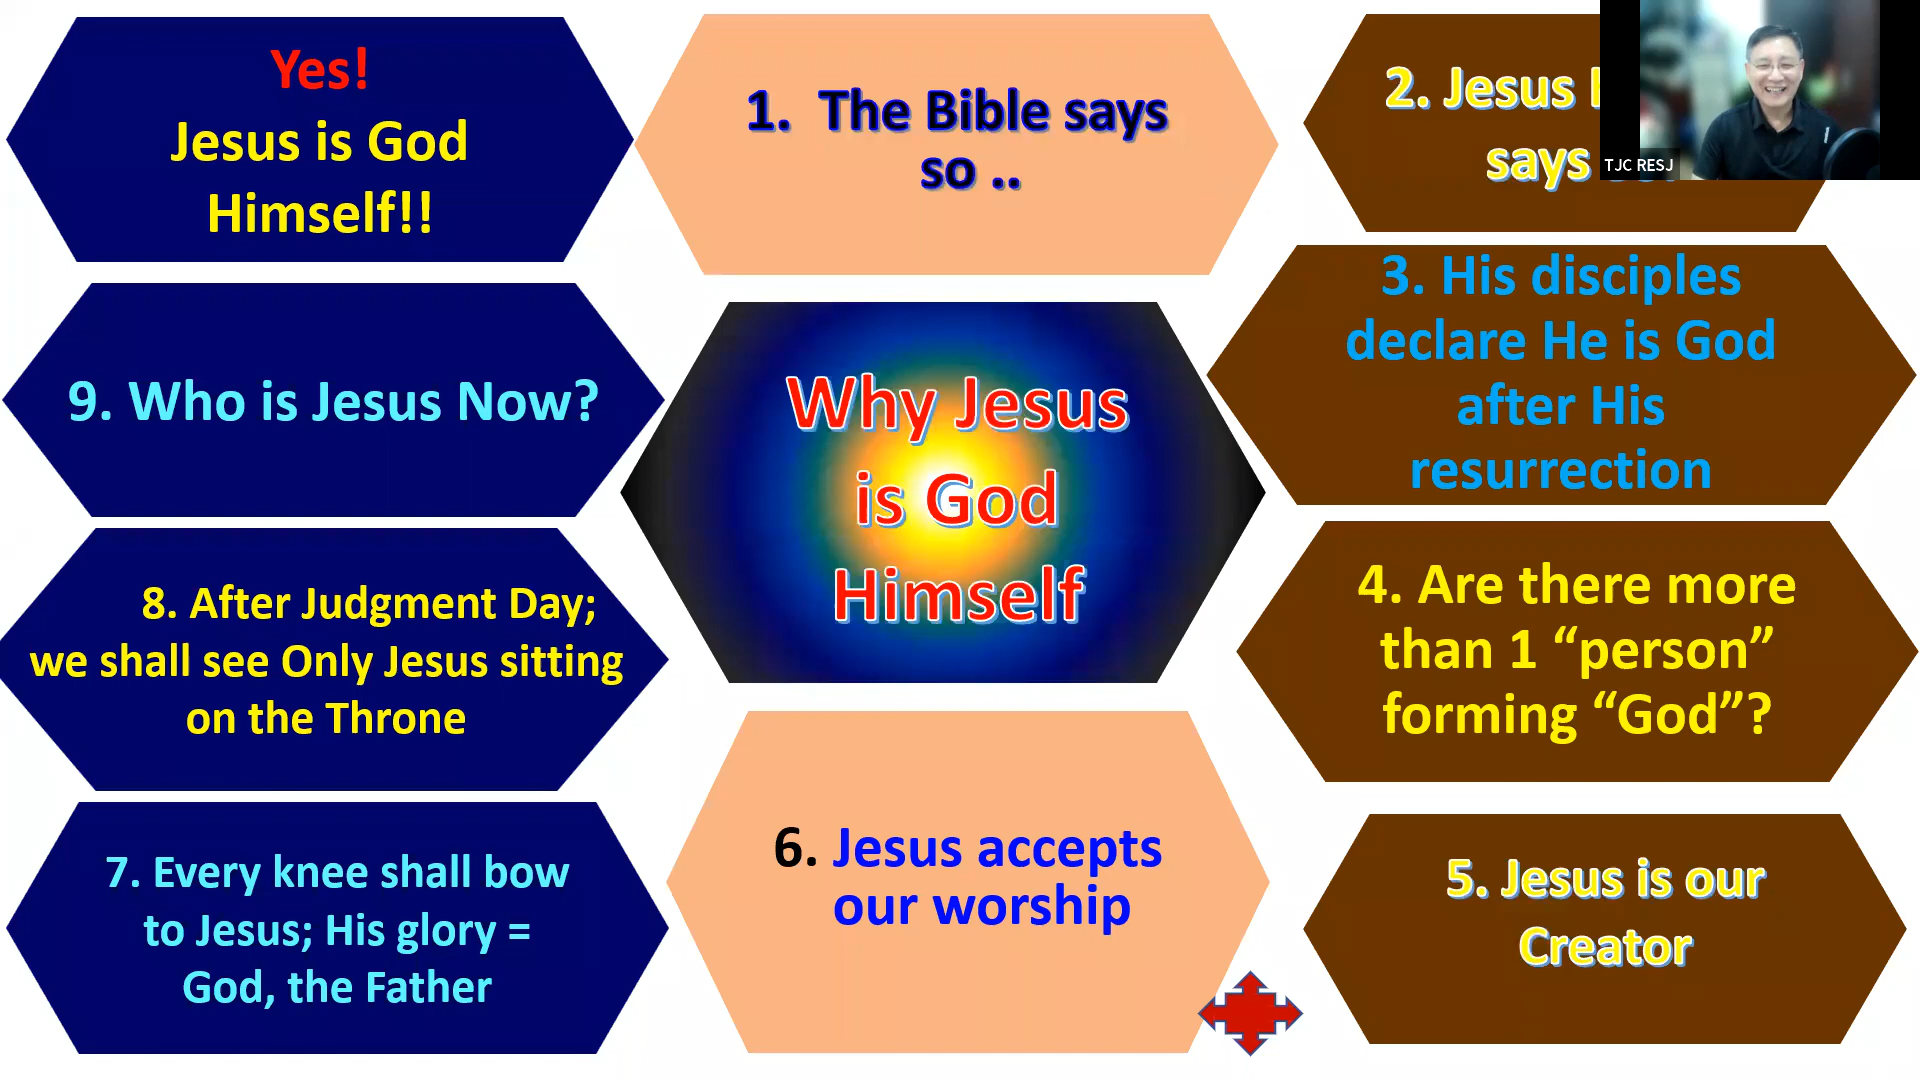 Yes!
Jesus is God
Himself!!
1. The Bible says
so ..
2. Jesus
says
TJC RESJ
3. His disciples
declare He is God
after His
resurrection
Why Jesus
is God
Himself
4. Are there more
than 1 “person”
forming “God”?
5. Jesus is our
Creator
6. Jesus accepts
our worship
7. Every knee shall bow
to Jesus; His glory =
God, the Father
8. After Judgment Day;
we shall see Only Jesus sitting
on the Throne
9. Who is Jesus Now?